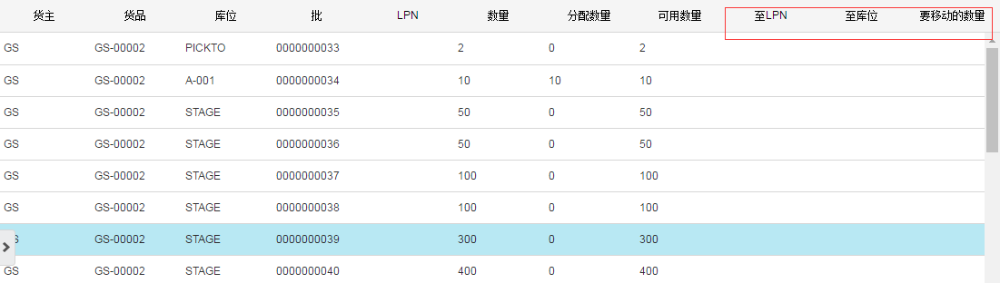 货主 货品 库位 批 LPN 数量 分配数量 可用数量 至LPN 至库位 要移动的数量
GS GS-00002 PICKTO 0000000033 2 0 2
GS GS-00002 A-001 0000000034 10 10 10
GS GS-00002 STAGE 0000000035 50 0 50
GS GS-00002 STAGE 0000000036 50 0 50
GS GS-00002 STAGE 0000000037 100 0 100
GS GS-00002 STAGE 0000000038 100 0 100
GS-00002 STAGE 0000000039 300 0 300
GS GS-00002 STAGE 0000000040 400 0 400